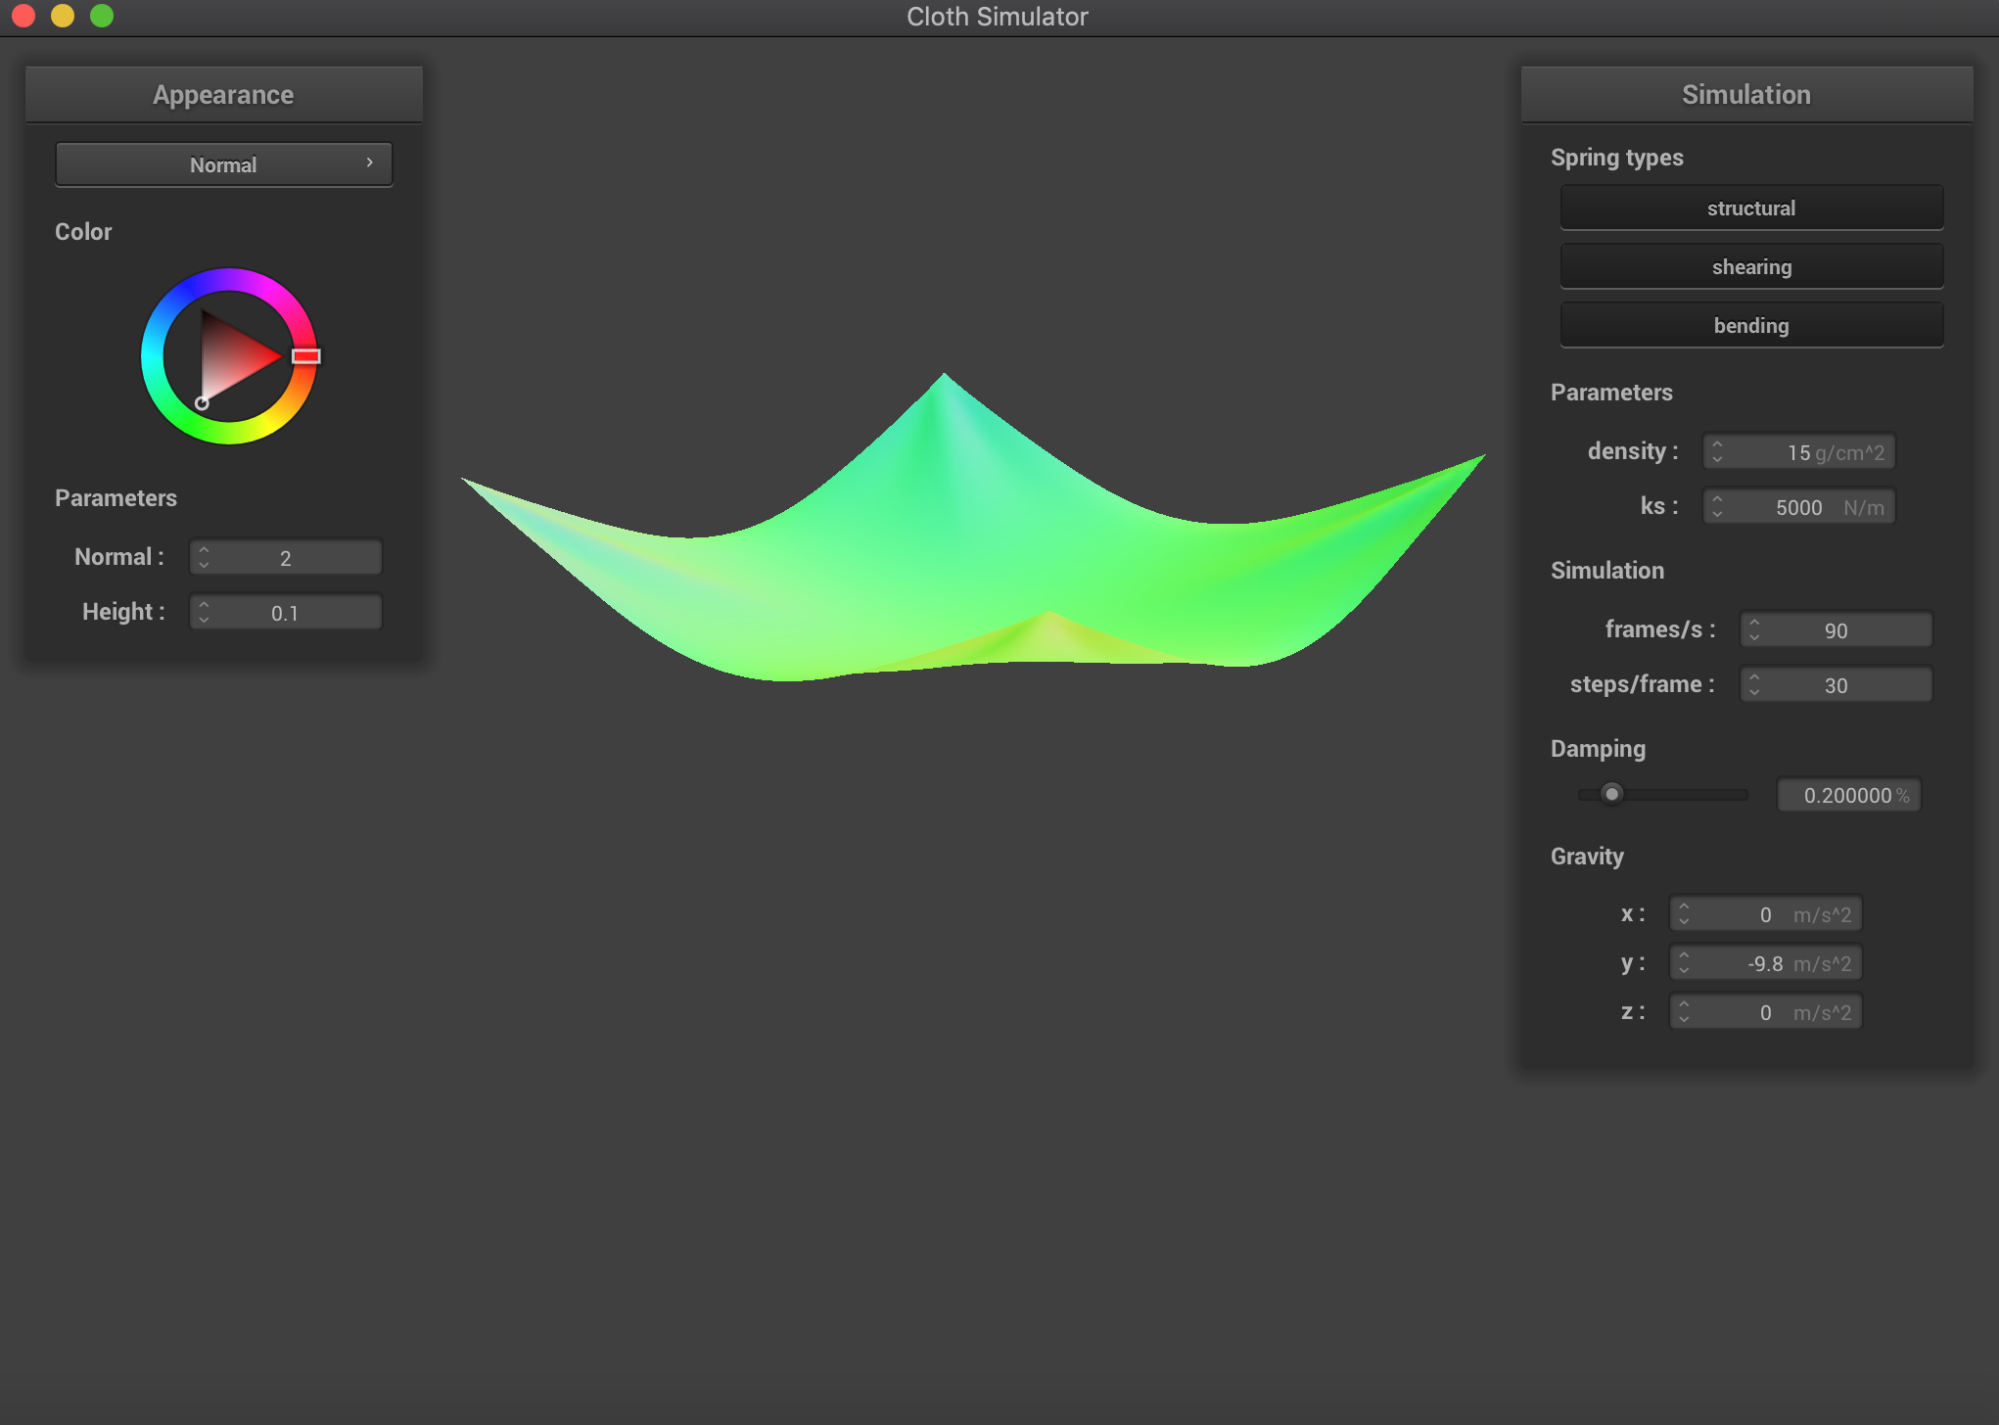 Cloth Simulator
Appearance
Normal
Color
Parameters
Normal : 2
Height : 0.1
Simulation
Spring types
structural
shearing
bending
Parameters
density : 15 g/cm^2
ks : 5000 N/m
Simulation
frames/s : 90
steps/frame : 30
Damping
0.200000 %
Gravity
x : 0 m/s^2
y : -9.8 m/s^2
z : 0 m/s^2